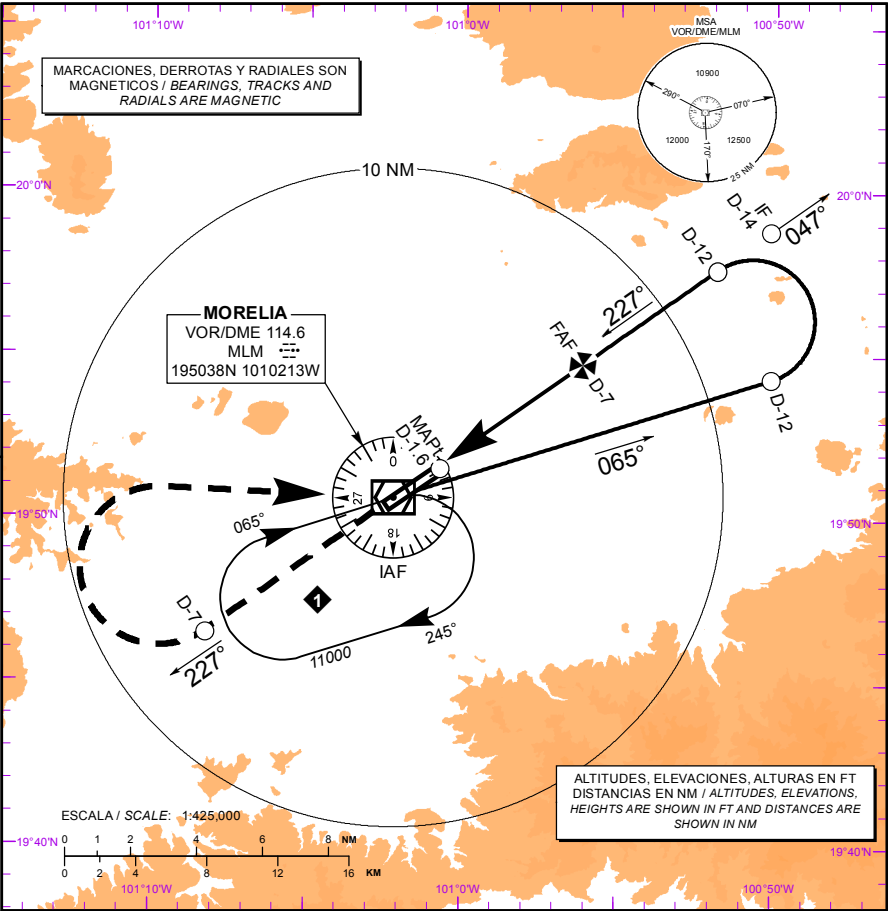 101°10'W
101°0'W
100°50'W
MSA
VOR/DME/MLM
10900
290°
070°
12000
12500
170°
25 NM
MARCACIONES, DERROTAS Y RADIALES SON
MAGNETICOS / BEARINGS, TRACKS AND
RADIALS ARE MAGNETIC
10 NM
20°0'N
20°0'N
IF
D-14
047°
D-12
227°
MORELIA
VOR/DME 114.6
MLM
195038N 1010213W
FAF
D-7
D-12
065°
MAPt
D-1.6
0
9
18
27
IAF
19°50'N
19°50'N
065°
1
D-7
227°
245°
11000
ALTITUDES, ELEVACIONES, ALTURAS EN FT
DISTANCIAS EN NM / ALTITUDES, ELEVATIONS,
HEIGHTS ARE SHOWN IN FT AND DISTANCES ARE
SHOWN IN NM
ESCALA / SCALE: 1:425,000
0 1 2 4 6 8 NM
0 2 4 8 12 16 KM
19°40'N
19°40'N
101°10'W
101°0'W
100°50'W